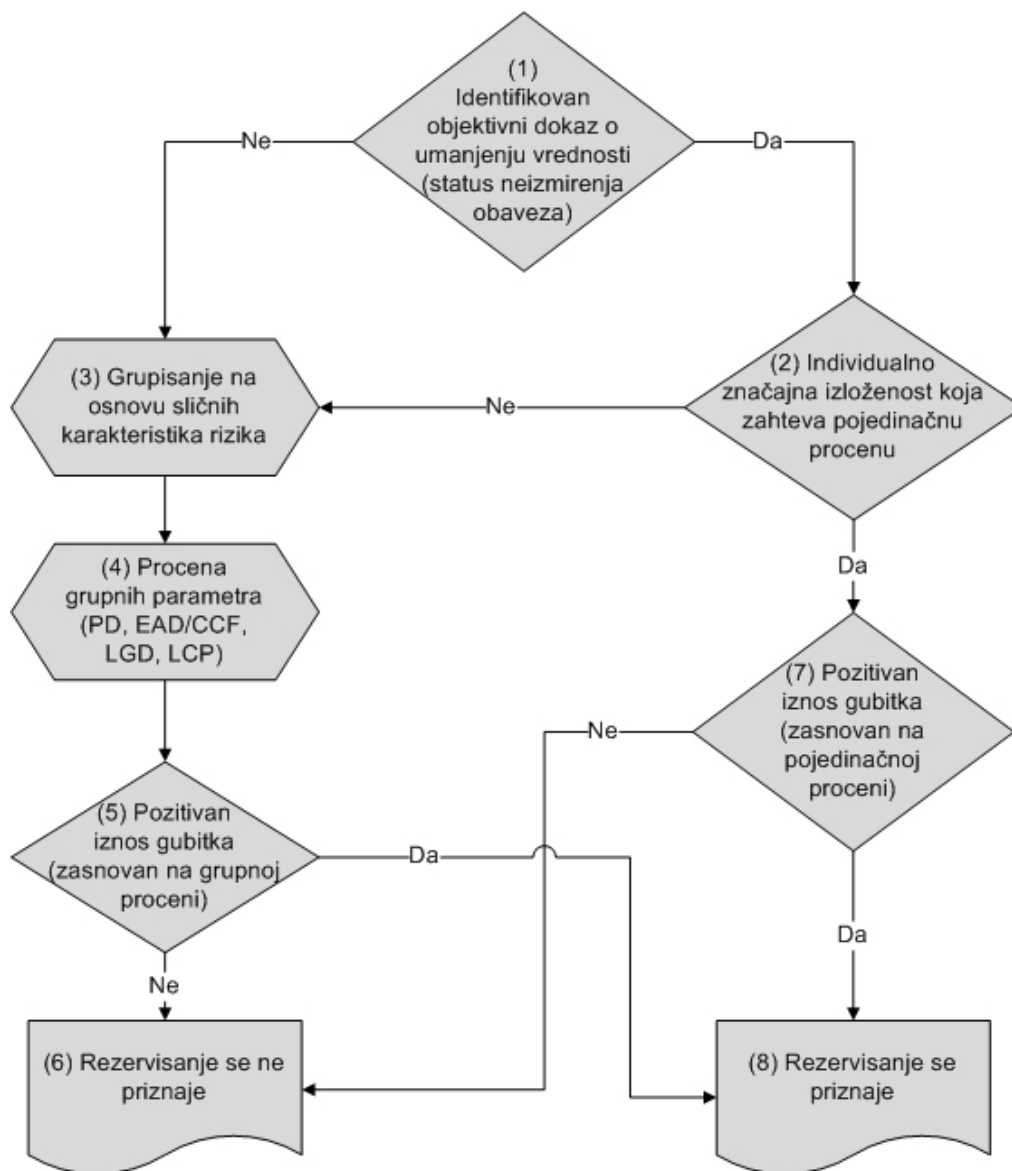 (1)
Identifikovan
objektivni dokaz o
umanjenju vrednosti
(status neizmirenja
obaveza)
Ne
Da
(2) Individualno
značajna izloženost koja
zahteva pojedinačnu
procenu
Ne
Da
(3) Grupisanje na
osnovu sličnih
karakteristika rizika
(4) Procena
grupnih parametra
(PD, EAD/CCF,
LGD, LCP)
(7) Pozitivan
iznos gubitka
(zasnovan na
pojedinačnoj
proceni)
Ne
Da
(5) Pozitivan
iznos gubitka
(zasnovan na grupnoj
proceni)
Da
Ne
(6) Rezervisanje se ne
priznaje
(8) Rezervisanje se
priznaje